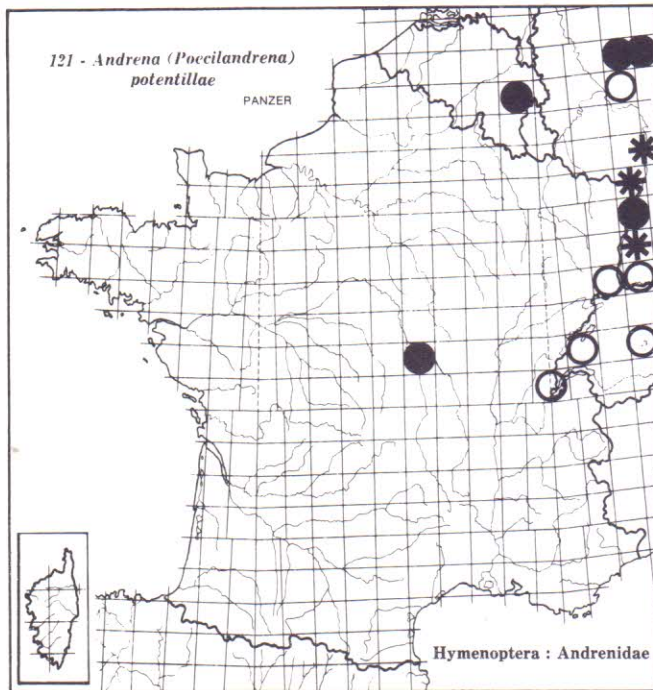 121 - Andrena (Poecilandrena)
potentillae
PANZER
Hymenoptera : Andrenidae